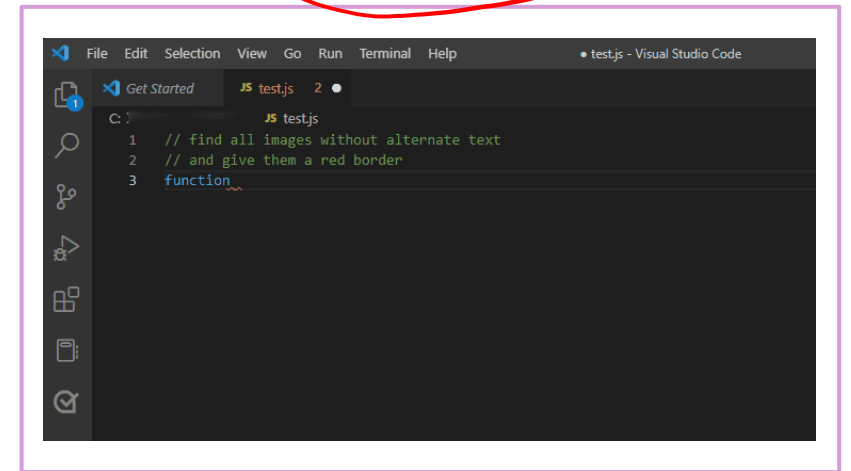 File Edit Selection View Go Run Terminal Help ● test.js - Visual Studio Code
Get Started JS test.js 2 ●
C: JS test.js
1 // find all images without alternate text
2 // and give them a red border
3 function
1